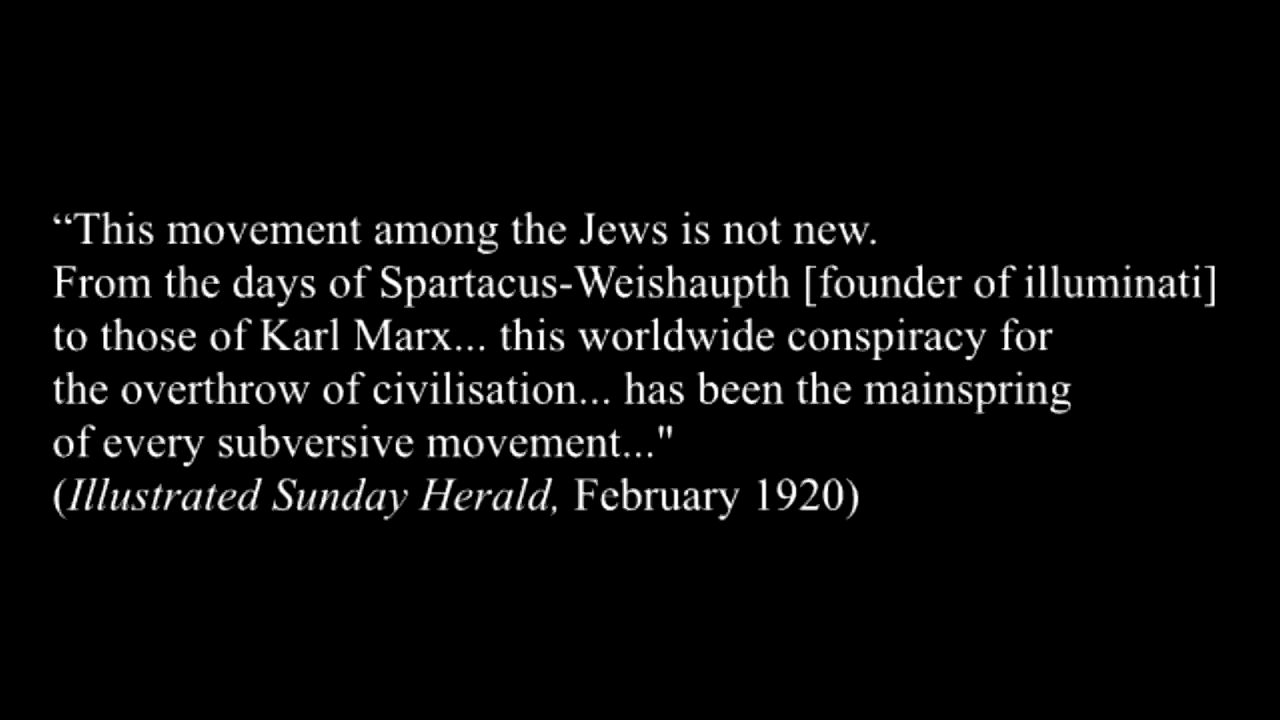 “This movement among the Jews is not new.
From the days of Spartacus-Weishaupth [founder of illuminati]
to those of Karl Marx... this worldwide conspiracy for
the overthrow of civilisation... has been the mainspring
of every subversive movement..."
(Illustrated Sunday Herald, February 1920)